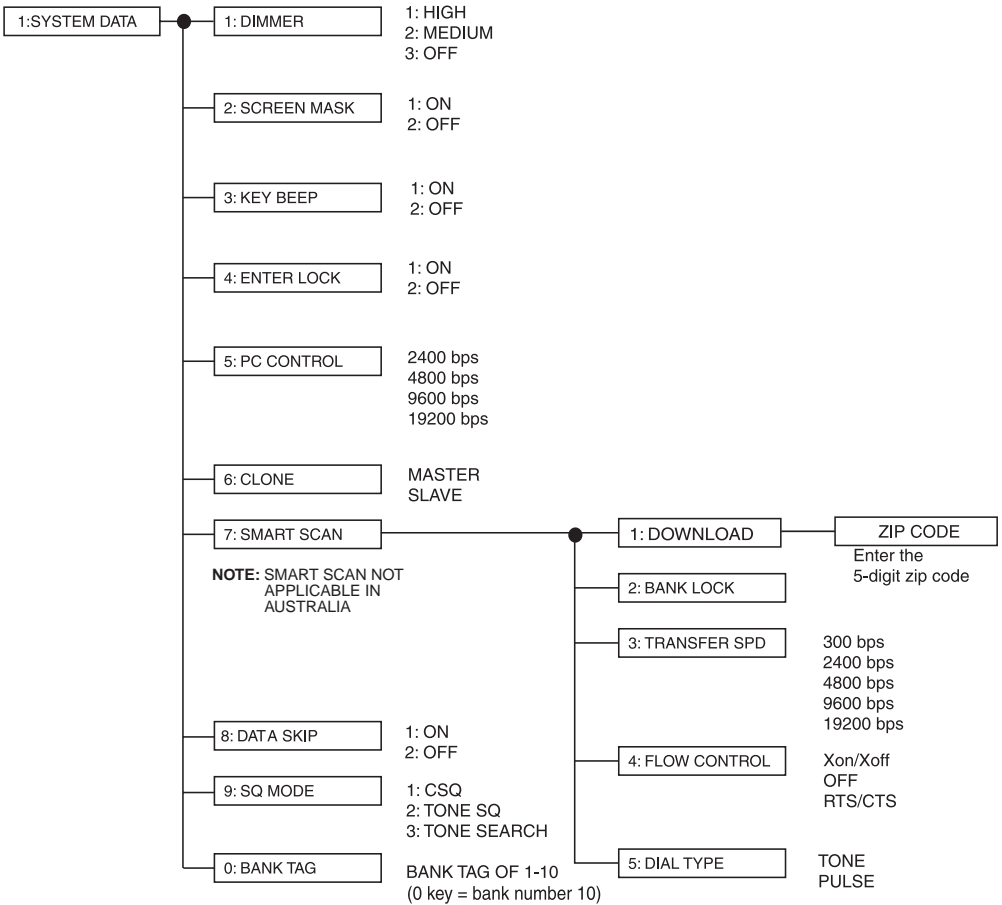 1:SYSTEM DATA
1: DIMMER
1: HIGH
2: MEDIUM
3: OFF
2: SCREEN MASK
1: ON
2: OFF
3: KEY BEEP
1: ON
2: OFF
4: ENTER LOCK
1: ON
2: OFF
5: PC CONTROL
2400 bps
4800 bps
9600 bps
19200 bps
6: CLONE
MASTER
SLAVE
7: SMART SCAN
NOTE: SMART SCAN NOT
APPLICABLE IN
AUSTRALIA
1: DOWNLOAD
ZIP CODE
Enter the
5-digit zip code
2: BANK LOCK
3: TRANSFER SPD
300 bps
2400 bps
4800 bps
9600 bps
19200 bps
4: FLOW CONTROL
Xon/Xoff
OFF
RTS/CTS
5: DIAL TYPE
TONE
PULSE
8: DATA SKIP
1: ON
2: OFF
9: SQ MODE
1: CSQ
2: TONE SQ
3: TONE SEARCH
0: BANK TAG
BANK TAG OF 1-10
(0 key = bank number 10)